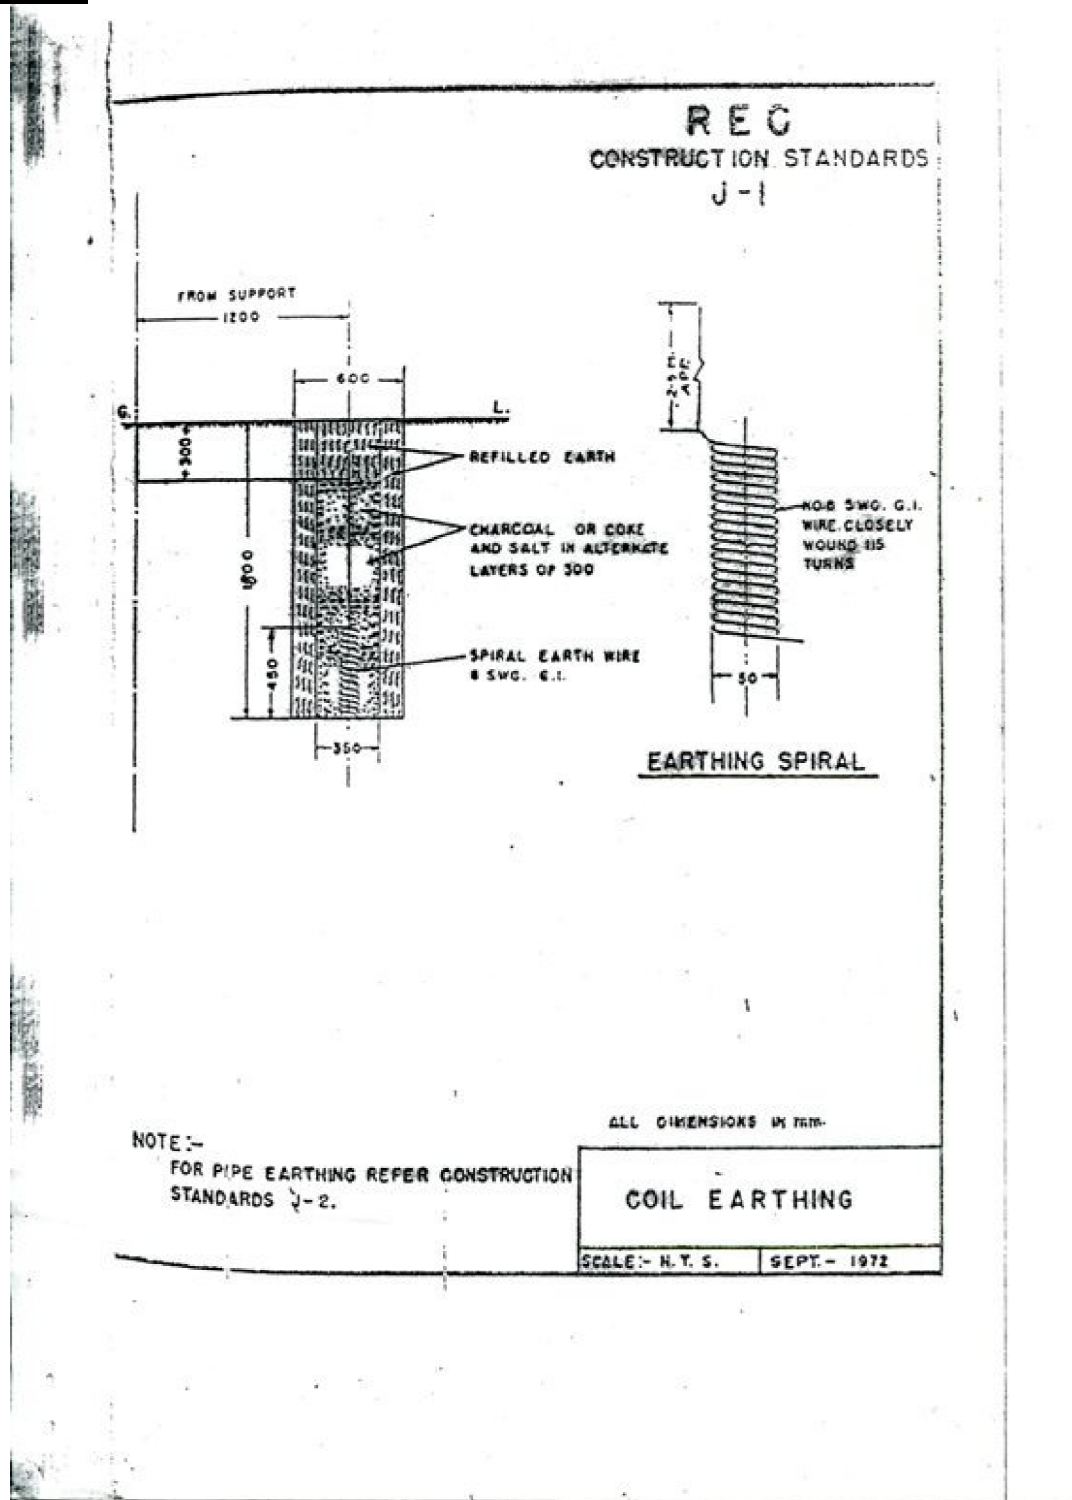 REC
CONSTRUCTION STANDARDS
J-1
FROM SUPPORT
1200
600
G.
L.
300
REFILLED EARTH
CHARCOAL OR COKE
AND SALT IN ALTERNATE
LAYERS OF 300
1800
450
SPIRAL EARTH WIRE
8 SWG. G.I.
350
NO.8 SWG. G.I.
WIRE CLOSELY
WOUND 115
TURNS
50
EARTHING SPIRAL
ALL DIMENSIONS IN mm.
NOTE:-
FOR PIPE EARTHING REFER CONSTRUCTION
STANDARDS J-2.
COIL EARTHING
SCALE:- N.T.S.
SEPT.- 1972